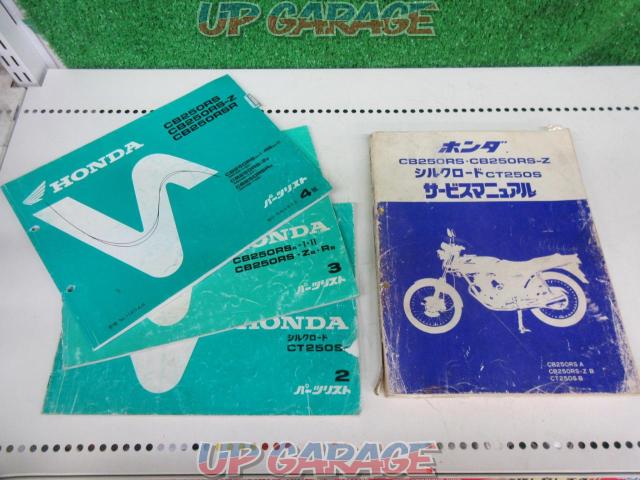 UP GARAGE
HONDA
CB250RS
CB250RS-Z
CB250RSR
パーツリスト
4版
HONDA
CB250RS
CB250RS
3
パーツリスト
HONDA
シルクロード
CT250S
2
パーツリスト
ホンダ
CB250RS・CB250RS-Z
シルクロード CT250S
サービスマニュアル
CB250RS A
CB250RS-Z B
CT250S B
UP GARAGE